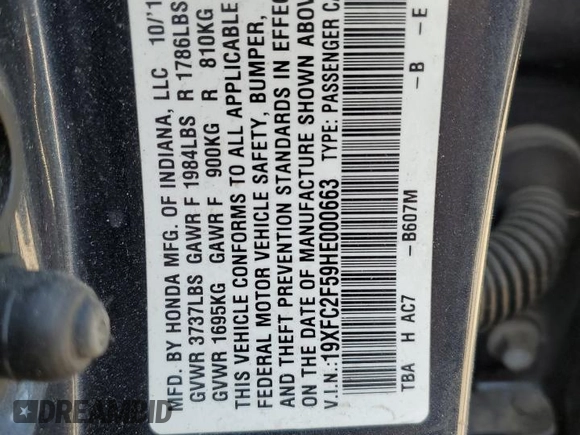 MFD. BY HONDA MFG. OF INDIANA, LLC 10/'1
GVWR 3737LBS GAWR F 1984LBS R 1786LBS
GVWR 1695KG GAWR F 900KG R 810KG
THIS VEHICLE CONFORMS TO ALL APPLICABLE
FEDERAL MOTOR VEHICLE SAFETY, BUMPER,
AND THEFT PREVENTION STANDARDS IN EFFEC
ON THE DATE OF MANUFACTURE SHOWN ABOV
V.I.N.:19XFC2F59HE000663 TYPE: PASSENGER CA
TBA H AC7 –B607M –B –E
DREAMBID